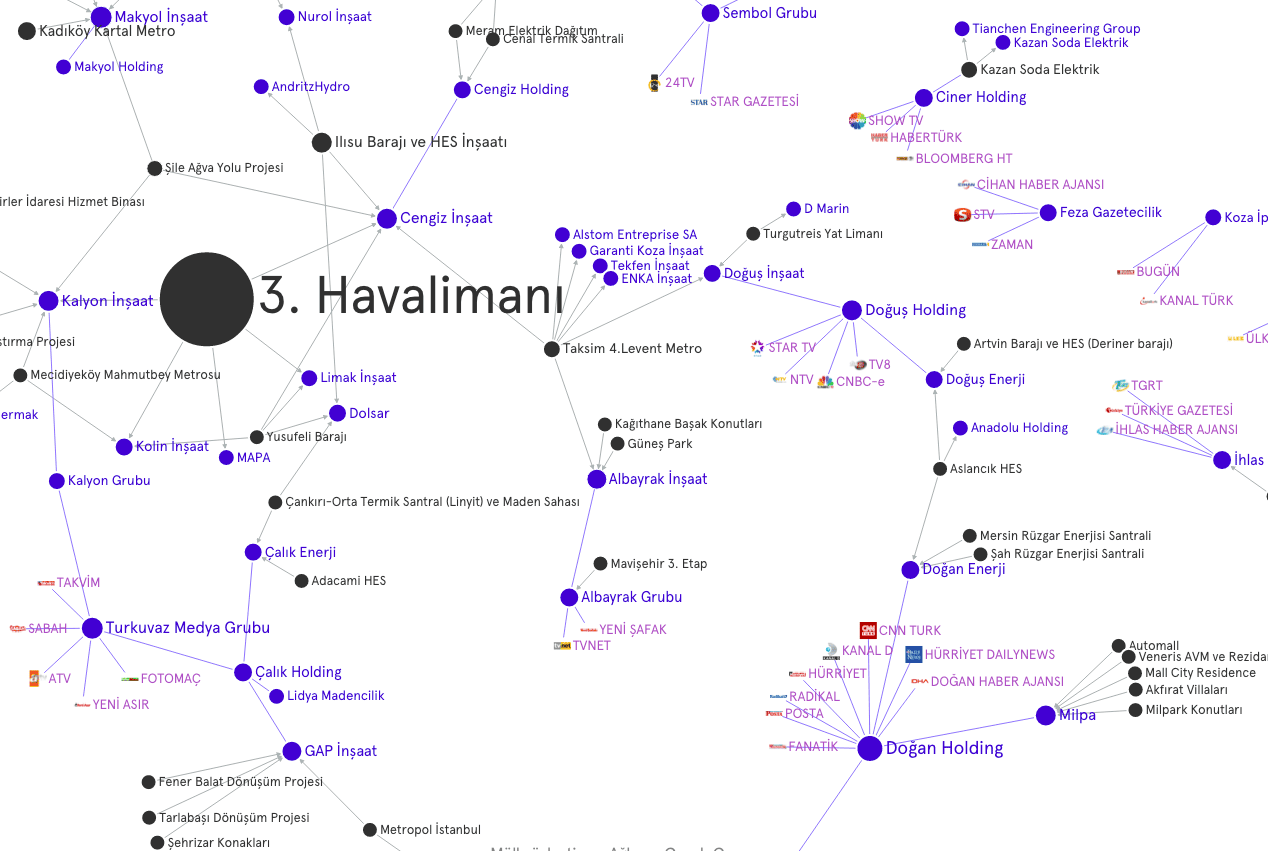 Makyol İnşaat
Nurol İnşaat
Sembol Grubu
Kadıköy Kartal Metro
Meram Elektrik Dağıtım
Cenal Termik Santrali
Tianchen Engineering Group
Kazan Soda Elektrik
Makyol Holding
Kazan Soda Elektrik
AndritzHydro
Cengiz Holding
24TV
STAR GAZETESİ
Ciner Holding
SHOW TV
HABERTÜRK
Ilısu Barajı ve HES İnşaatı
BLOOMBERG HT
Şile Ağva Yolu Projesi
CİHAN HABER AJANSI
irler İdaresi Hizmet Binası
D Marin
Feza Gazetecilik
STV
Koza İp
Cengiz İnşaat
Alstom Entreprise SA
Turgutreis Yat Limanı
ZAMAN
Garanti Koza İnşaat
Tekfen İnşaat
Doğuş İnşaat
BUGÜN
ENKA İnşaat
Kalyon İnşaat
3. Havalimanı
KANAL TÜRK
Doğuş Holding
ÜLK
stırma Projesi
Taksim 4.Levent Metro
STAR TV
Artvin Barajı ve HES (Deriner barajı)
TV8
Mecidiyeköy Mahmutbey Metrosu
Limak İnşaat
NTV
CNBC-e
Doğuş Enerji
TGRT
ermak
Dolsar
TÜRKİYE GAZETESİ
Kağıthane Başak Konutları
Anadolu Holding
İHLAS HABER AJANSI
Yusufeli Barajı
Güneş Park
Kolin İnşaat
MAPA
İhlas
Aslancık HES
Kalyon Grubu
Albayrak İnşaat
Çankırı-Orta Termik Santral (Linyit) ve Maden Sahası
Mersin Rüzgar Enerjisi Santrali
Çalık Enerji
Şah Rüzgar Enerjisi Santrali
Mavişehir 3. Etap
Doğan Enerji
Adacami HES
TAKVİM
Albayrak Grubu
SABAH
Turkuvaz Medya Grubu
YENİ ŞAFAK
CNN TURK
TVNET
KANAL D
HÜRRİYET DAILYNEWS
Automall
Veneris AVM ve Rezidan
Çalık Holding
HÜRRİYET
Mall City Residence
ATV
FOTOMAÇ
DOĞAN HABER AJANSI
Akfırat Villaları
Lidya Madencilik
RADİKAL
YENİ ASIR
POSTA
Milpa
Milpark Konutları
GAP İnşaat
FANATİK
Doğan Holding
Fener Balat Dönüşüm Projesi
Tarlabaşı Dönüşüm Projesi
Metropol İstanbul
Şehrizar Konakları